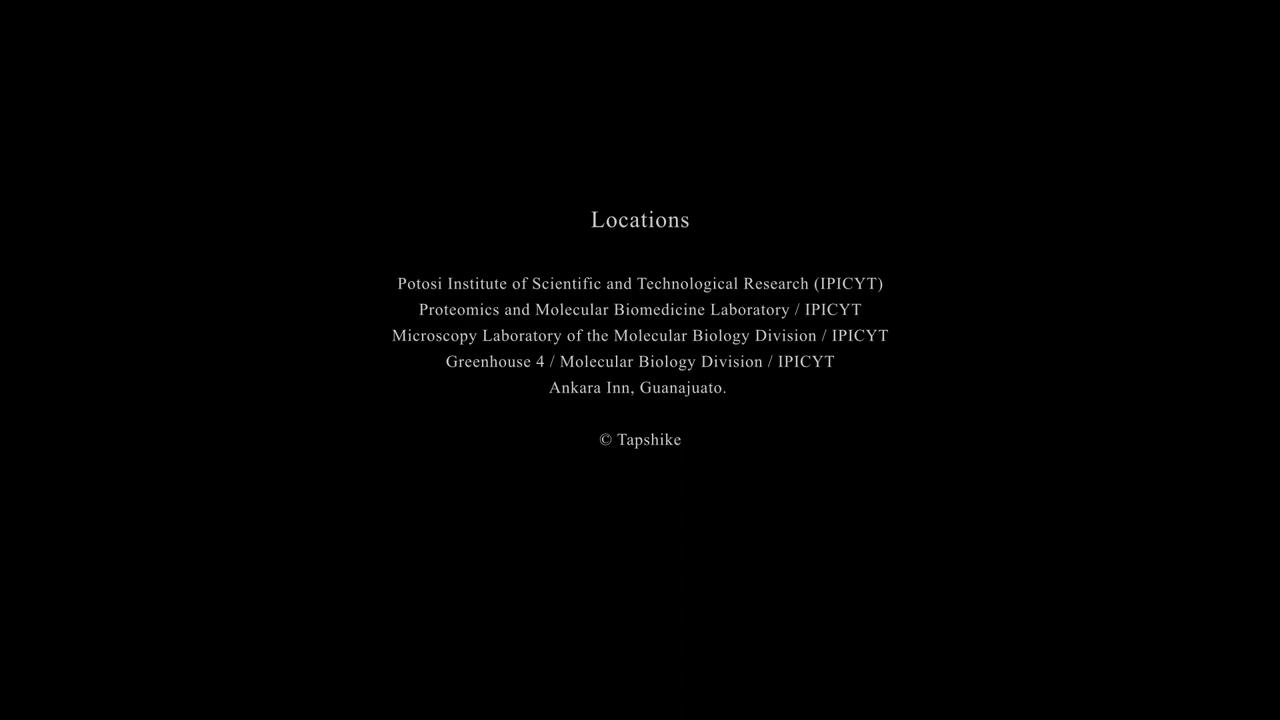 Locations
Potosi Institute of Scientific and Technological Research (IPICYT)
Proteomics and Molecular Biomedicine Laboratory / IPICYT
Microscopy Laboratory of the Molecular Biology Division / IPICYT
Greenhouse 4 / Molecular Biology Division / IPICYT
Ankara Inn, Guanajuato.
© Tapshike